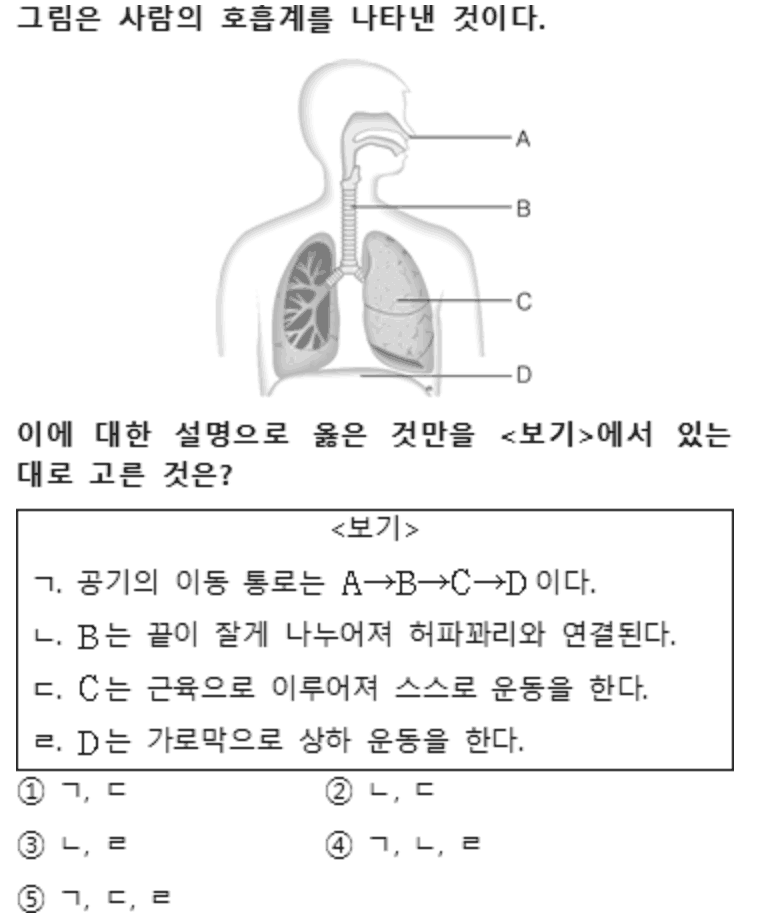 그림은 사람의 호흡계를 나타낸 것이다.
A
B
C
D
이에 대한 설명으로 옳은 것만을 <보기>에서 있는
대로 고른 것은?
<보기>
ㄱ. 공기의 이동 통로는 A→B→C→D이다.
ㄴ. B는 끝이 잘게 나누어져 허파꽈리와 연결된다.
ㄷ. C는 근육으로 이루어져 스스로 운동을 한다.
ㄹ. D는 가로막으로 상하 운동을 한다.
① ㄱ, ㄷ ② ㄴ, ㄷ
③ ㄴ, ㄹ ④ ㄱ, ㄴ, ㄹ
⑤ ㄱ, ㄷ, ㄹ